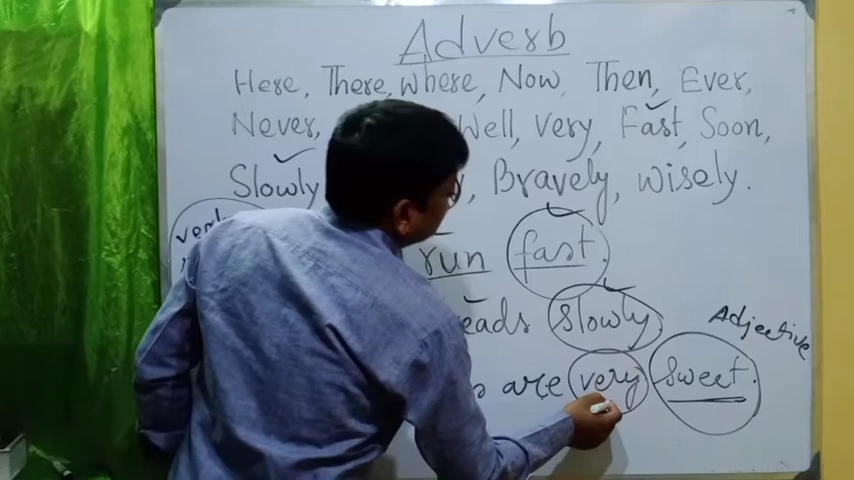 Adverb
Here, There, where, Now, Then, Ever,
Never, Well, Very, Fast, Soon,
Slowly Bravely, wisely.
run fast.
Slowly
Adjective
are very sweet.